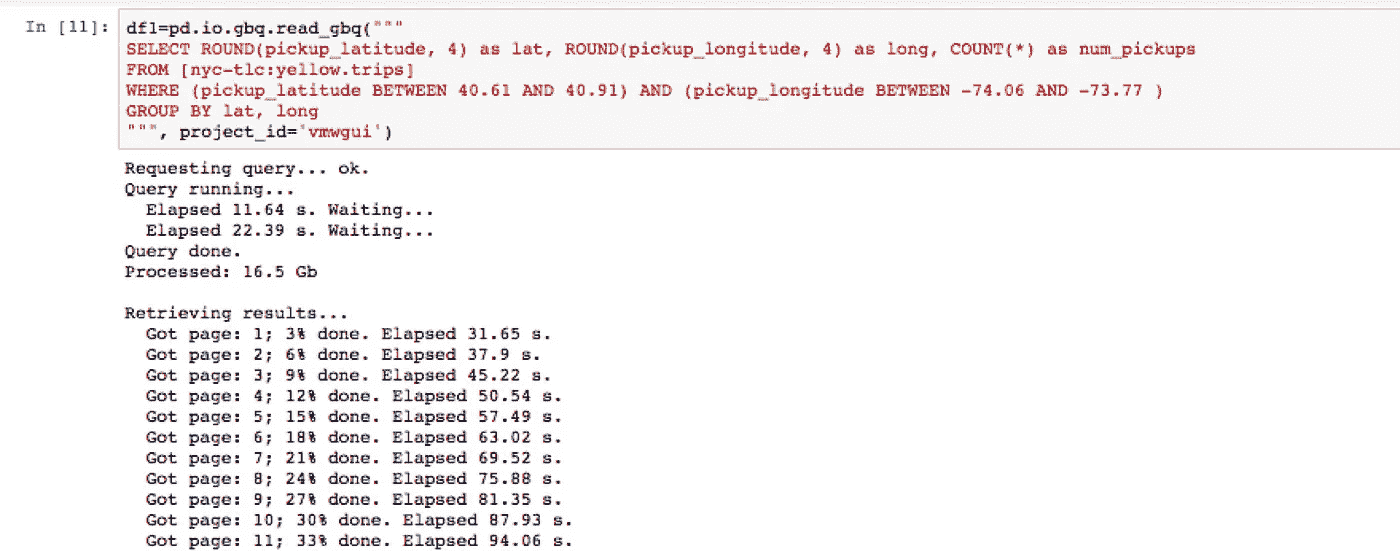 In [11]: df1=pd.io.gbq.read_gbq("""
SELECT ROUND(pickup_latitude, 4) as lat, ROUND(pickup_longitude, 4) as long, COUNT(*) as num_pickups
FROM [nyc-tlc:yellow.trips]
WHERE (pickup_latitude BETWEEN 40.61 AND 40.91) AND (pickup_longitude BETWEEN -74.06 AND -73.77 )
GROUP BY lat, long
""", project_id='vmwgui')
Requesting query... ok.
Query running...
Elapsed 11.64 s. Waiting...
Elapsed 22.39 s. Waiting...
Query done.
Processed: 16.5 Gb
Retrieving results...
Got page: 1; 3% done. Elapsed 31.65 s.
Got page: 2; 6% done. Elapsed 37.9 s.
Got page: 3; 9% done. Elapsed 45.22 s.
Got page: 4; 12% done. Elapsed 50.54 s.
Got page: 5; 15% done. Elapsed 57.49 s.
Got page: 6; 18% done. Elapsed 63.02 s.
Got page: 7; 21% done. Elapsed 69.52 s.
Got page: 8; 24% done. Elapsed 75.88 s.
Got page: 9; 27% done. Elapsed 81.35 s.
Got page: 10; 30% done. Elapsed 87.93 s.
Got page: 11; 33% done. Elapsed 94.06 s.